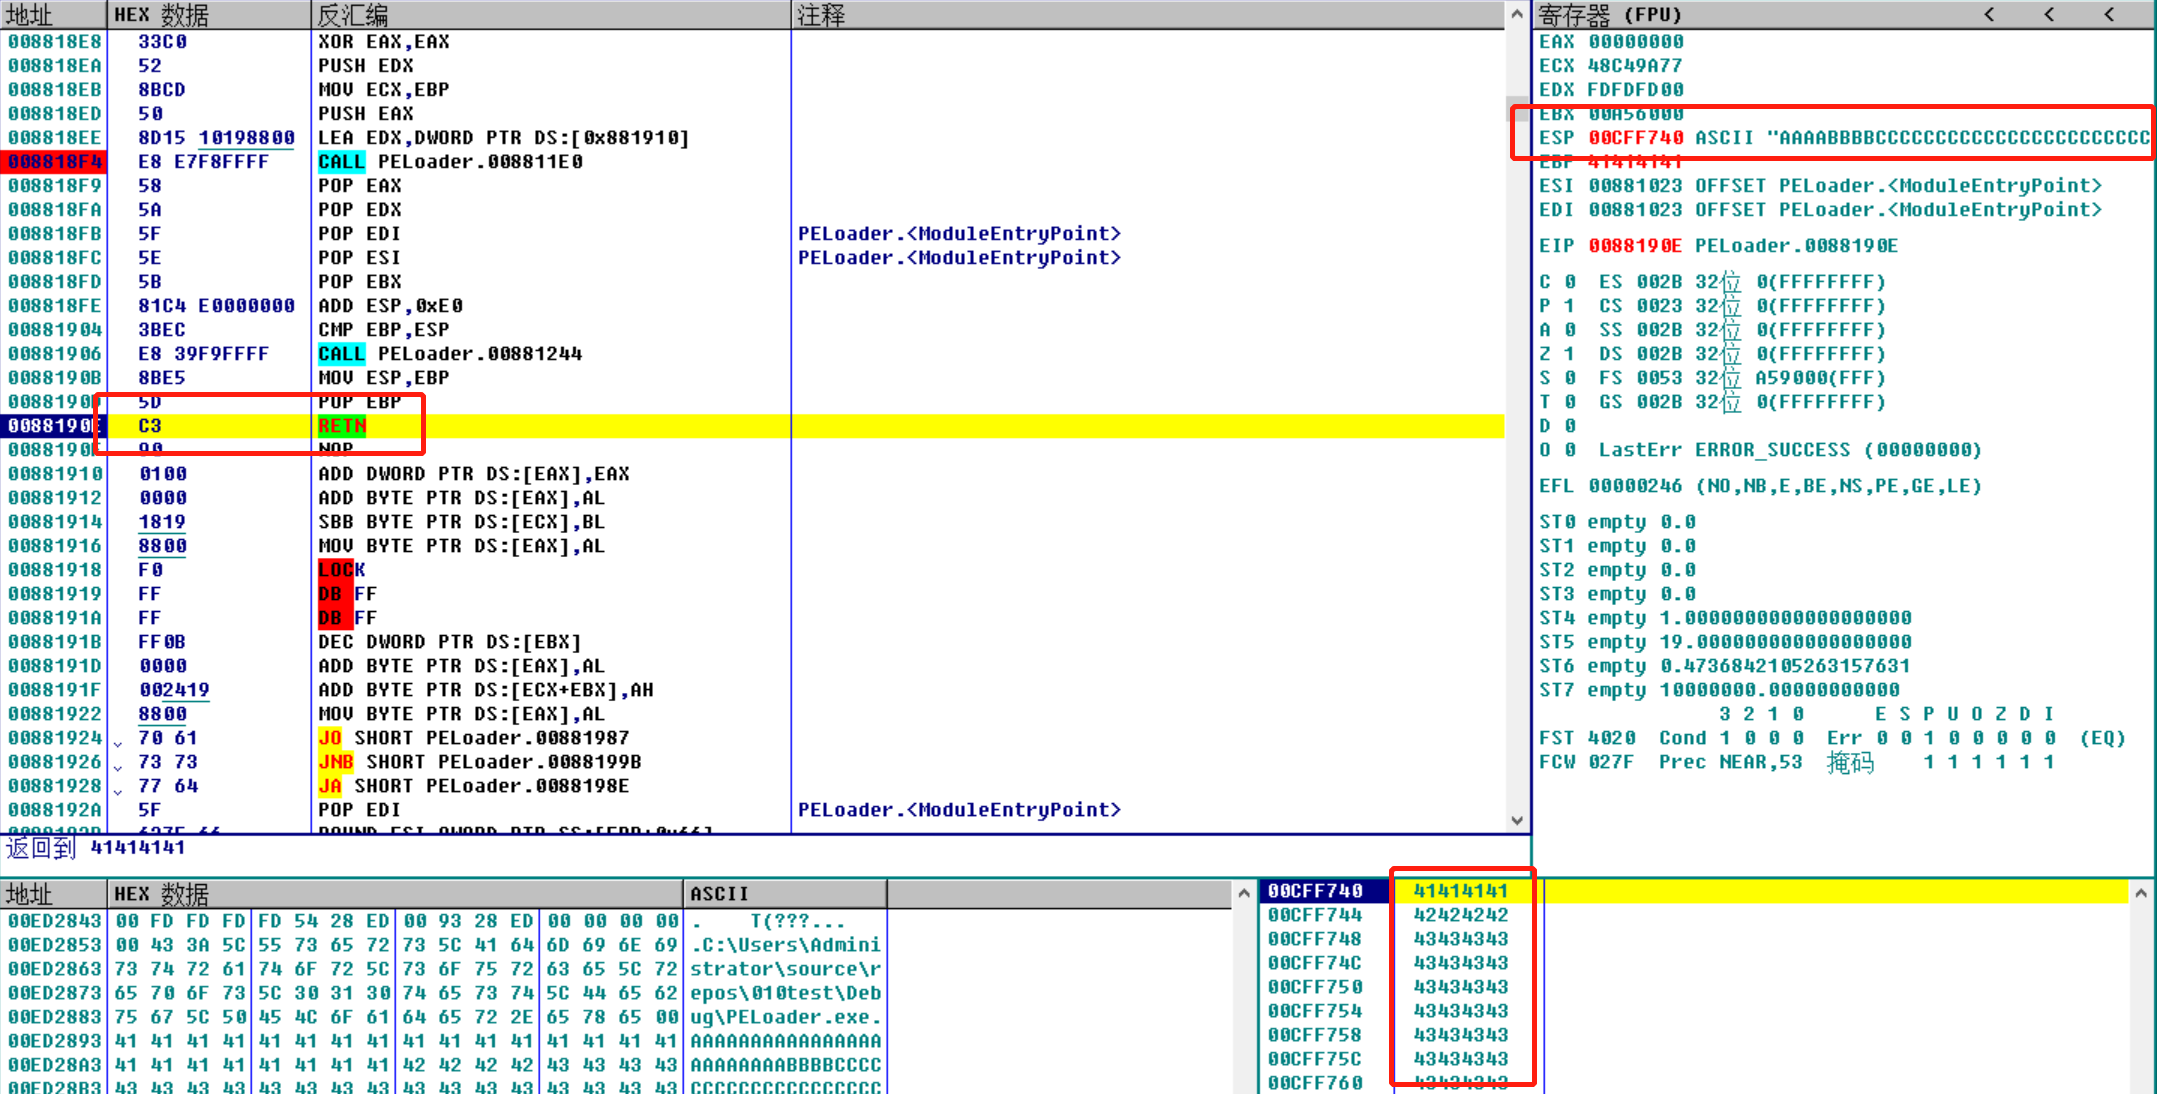 地址 HEX 数据 反汇编 注释
008818E8 33C0 XOR EAX,EAX
008818EA 52 PUSH EDX
008818EB 8BCD MOV ECX,EBP
008818ED 50 PUSH EAX
008818EE 8D15 10198800 LEA EDX,DWORD PTR DS:[0x881910]
008818F4 E8 E7F8FFFF CALL PELoader.008811E0
008818F9 58 POP EAX
008818FA 5A POP EDX
008818FB 5F POP EDI PELoader.<ModuleEntryPoint>
008818FC 5E POP ESI PELoader.<ModuleEntryPoint>
008818FD 5B POP EBX
008818FE 81C4 E0000000 ADD ESP,0xE0
00881904 3BEC CMP EBP,ESP
00881906 E8 39F9FFFF CALL PELoader.00881244
0088190B 8BE5 MOV ESP,EBP
0088190D 5D POP EBP
0088190E C3 RETN
0088190F 90 NOP
00881910 0100 ADD DWORD PTR DS:[EAX],EAX
00881912 0000 ADD BYTE PTR DS:[EAX],AL
00881914 1819 SBB BYTE PTR DS:[ECX],BL
00881916 8800 MOV BYTE PTR DS:[EAX],AL
00881918 F0 LOCK
00881919 FF DB FF
0088191A FF DB FF
0088191B FF0B DEC DWORD PTR DS:[EBX]
0088191D 0000 ADD BYTE PTR DS:[EAX],AL
0088191F 002419 ADD BYTE PTR DS:[ECX+EBX],AH
00881922 8800 MOV BYTE PTR DS:[EAX],AL
00881924 70 61 JO SHORT PELoader.00881987
00881926 73 73 JNB SHORT PELoader.0088199B
00881928 77 64 JA SHORT PELoader.0088198E
0088192A 5F POP EDI PELoader.<ModuleEntryPoint>
返回到 41414141
寄存器 (FPU) < < <
EAX 00000000
ECX 48C49A77
EDX FDFDFD00
EBX 00A56000
ESP 00CFF740 ASCII "AAAABBBBCCCCCCCCCCCCCCCCCCCCCCC
EBP 41414141
ESI 00881023 OFFSET PELoader.<ModuleEntryPoint>
EDI 00881023 OFFSET PELoader.<ModuleEntryPoint>
EIP 0088190E PELoader.0088190E
C 0 ES 002B 32位 0(FFFFFFFF)
P 1 CS 0023 32位 0(FFFFFFFF)
A 0 SS 002B 32位 0(FFFFFFFF)
Z 1 DS 002B 32位 0(FFFFFFFF)
S 0 FS 0053 32位 A59000(FFF)
T 0 GS 002B 32位 0(FFFFFFFF)
D 0
O 0 LastErr ERROR_SUCCESS (00000000)
EFL 00000246 (NO,NB,E,BE,NS,PE,GE,LE)
ST0 empty 0.0
ST1 empty 0.0
ST2 empty 0.0
ST3 empty 0.0
ST4 empty 1.0000000000000000000
ST5 empty 19.000000000000000000
ST6 empty 0.4736842105263157631
ST7 empty 10000000.00000000000
3 2 1 0 E S P U O Z D I
FST 4020 Cond 1 0 0 0 Err 0 0 1 0 0 0 0 0 (EQ)
FCW 027F Prec NEAR,53 掩码 1 1 1 1 1 1
地址 HEX 数据 ASCII
00ED2843 00 FD FD FD FD 54 28 ED 00 93 28 ED 00 00 00 00 . T(???...
00ED2853 00 43 3A 5C 55 73 65 72 73 5C 41 64 6D 69 6E 69 .C:\Users\Admini
00ED2863 73 74 72 61 74 6F 72 5C 73 6F 75 72 63 65 5C 72 strator\source\r
00ED2873 65 70 6F 73 5C 30 31 30 74 65 73 74 5C 44 65 62 epos\010test\Deb
00ED2883 75 67 5C 50 45 4C 6F 61 64 65 72 2E 65 78 65 00 ug\PELoader.exe.
00ED2893 41 41 41 41 41 41 41 41 41 41 41 41 41 41 41 41 AAAAAAAAAAAAAAAA
00ED28A3 41 41 41 41 41 41 41 41 42 42 42 42 43 43 43 43 AAAAAAAABBBBCCCC
00ED28B3 43 43 43 43 43 43 43 43 43 43 43 43 43 43 43 43 CCCCCCCCCCCCCCCC
00CFF740 41414141
00CFF744 42424242
00CFF748 43434343
00CFF74C 43434343
00CFF750 43434343
00CFF754 43434343
00CFF758 43434343
00CFF75C 43434343
00CFF760 43434343